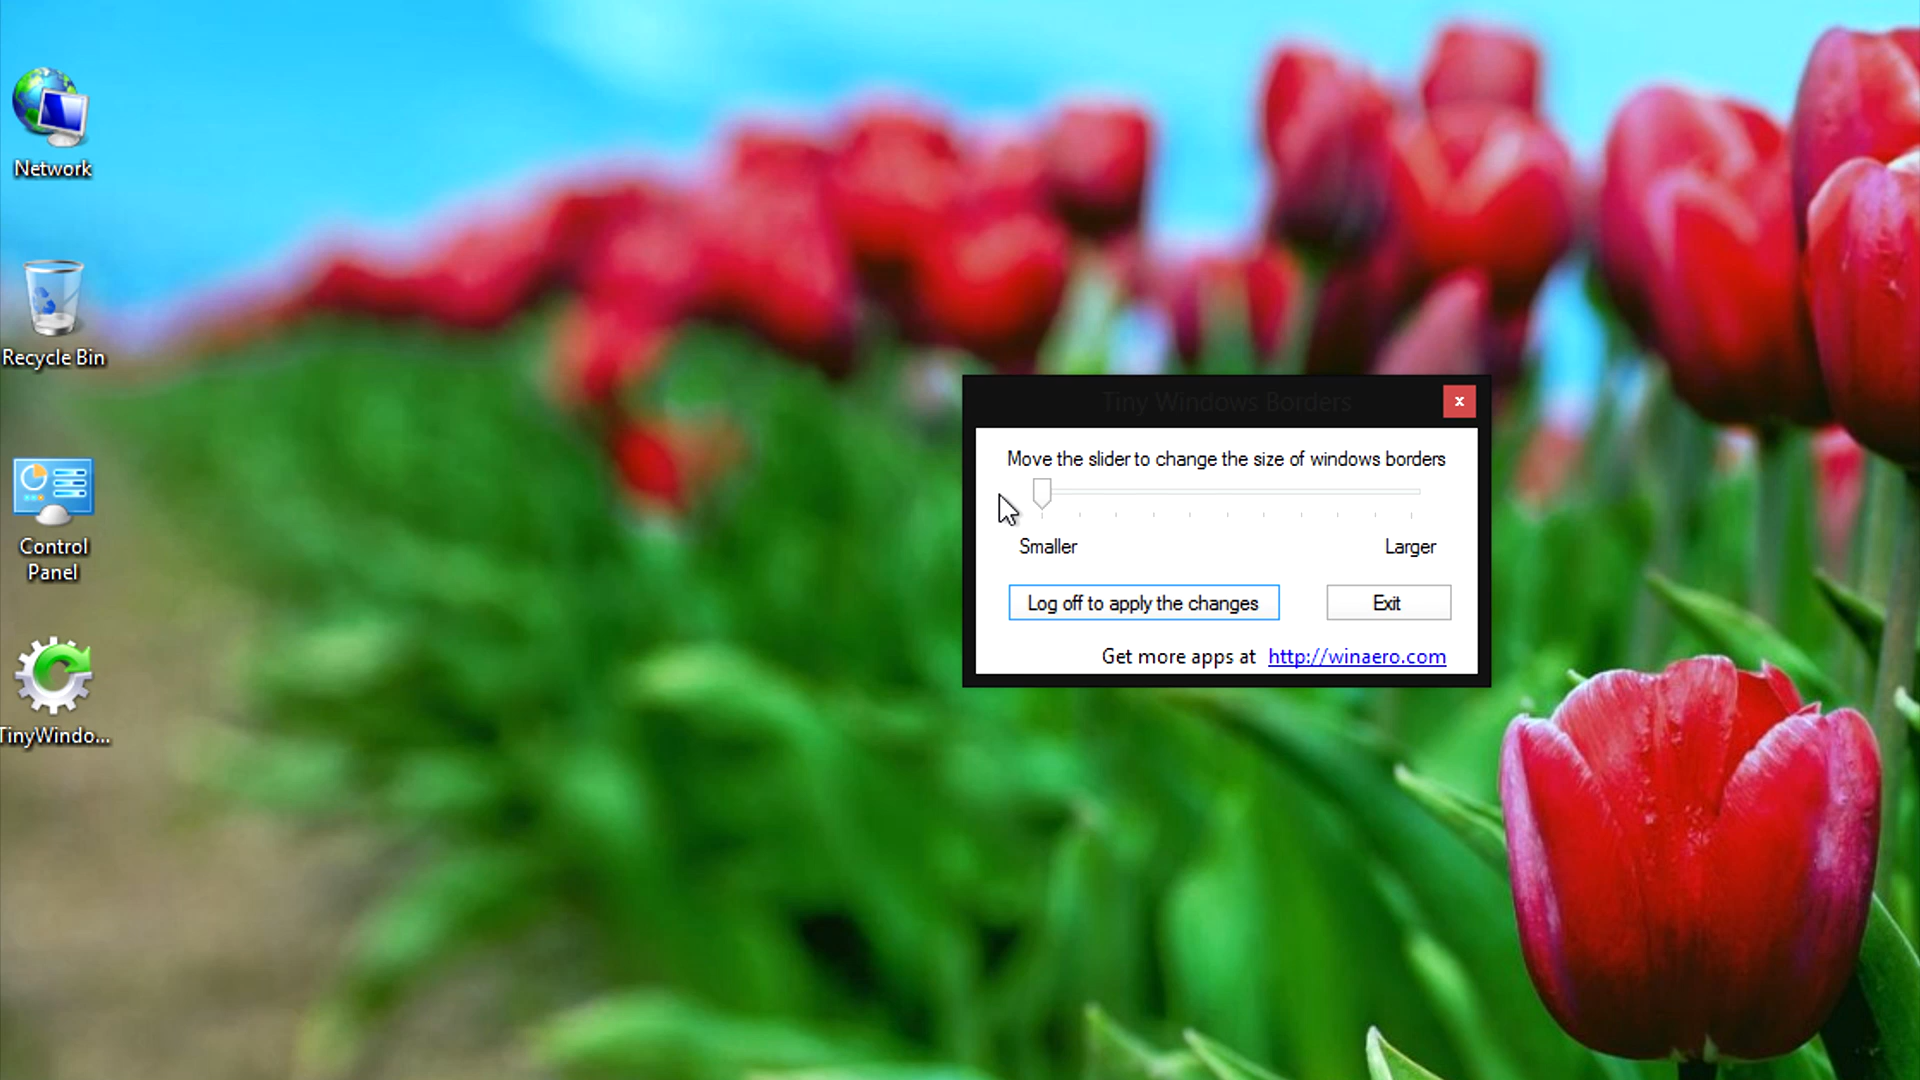 Network
Recycle Bin
Control
Panel
TinyWindo...
Tiny Windows Borders
x
Move the slider to change the size of windows borders
Smaller
Larger
Log off to apply the changes
Exit
Get more apps at http://winaero.com